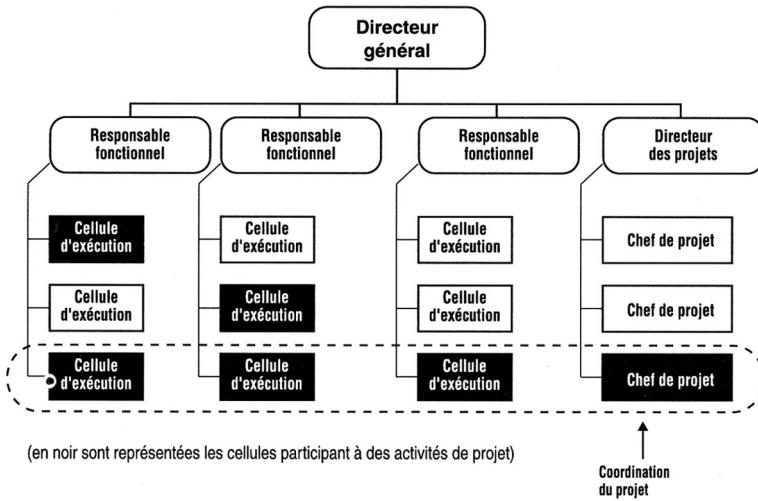 Directeur
général
Responsable
fonctionnel
Responsable
fonctionnel
Responsable
fonctionnel
Directeur
des projets
Cellule
d'exécution
Cellule
d'exécution
Cellule
d'exécution
Chef de projet
Cellule
d'exécution
Cellule
d'exécution
Cellule
d'exécution
Chef de projet
Cellule
d'exécution
Cellule
d'exécution
Cellule
d'exécution
Chef de projet
(en noir sont représentées les cellules participant à des activités de projet)
Coordination
du projet